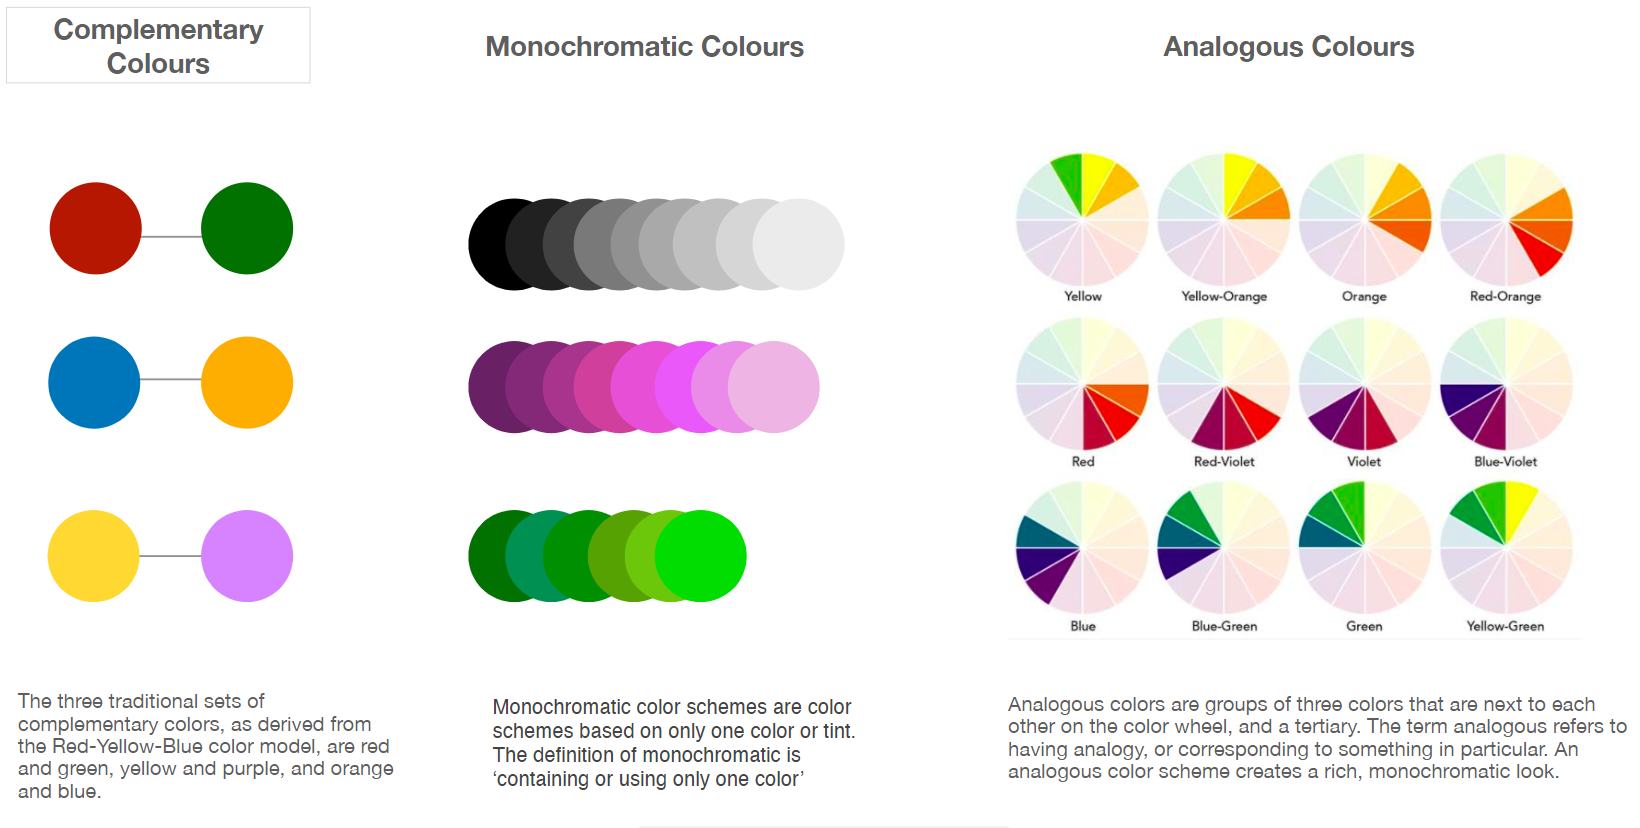 Complementary
Colours
Monochromatic Colours
Analogous Colours
Yellow
Yellow-Orange
Orange
Red-Orange
Red
Red-Violet
Violet
Blue-Violet
Blue
Blue-Green
Green
Yellow-Green
The three traditional sets of
complementary colors, as derived from
the Red-Yellow-Blue color model, are red
and green, yellow and purple, and orange
and blue.
Monochromatic color schemes are color
schemes based on only one color or tint.
The definition of monochromatic is
‘containing or using only one color’
Analogous colors are groups of three colors that are next to each
other on the color wheel, and a tertiary. The term analogous refers to
having analogy, or corresponding to something in particular. An
analogous color scheme creates a rich, monochromatic look.